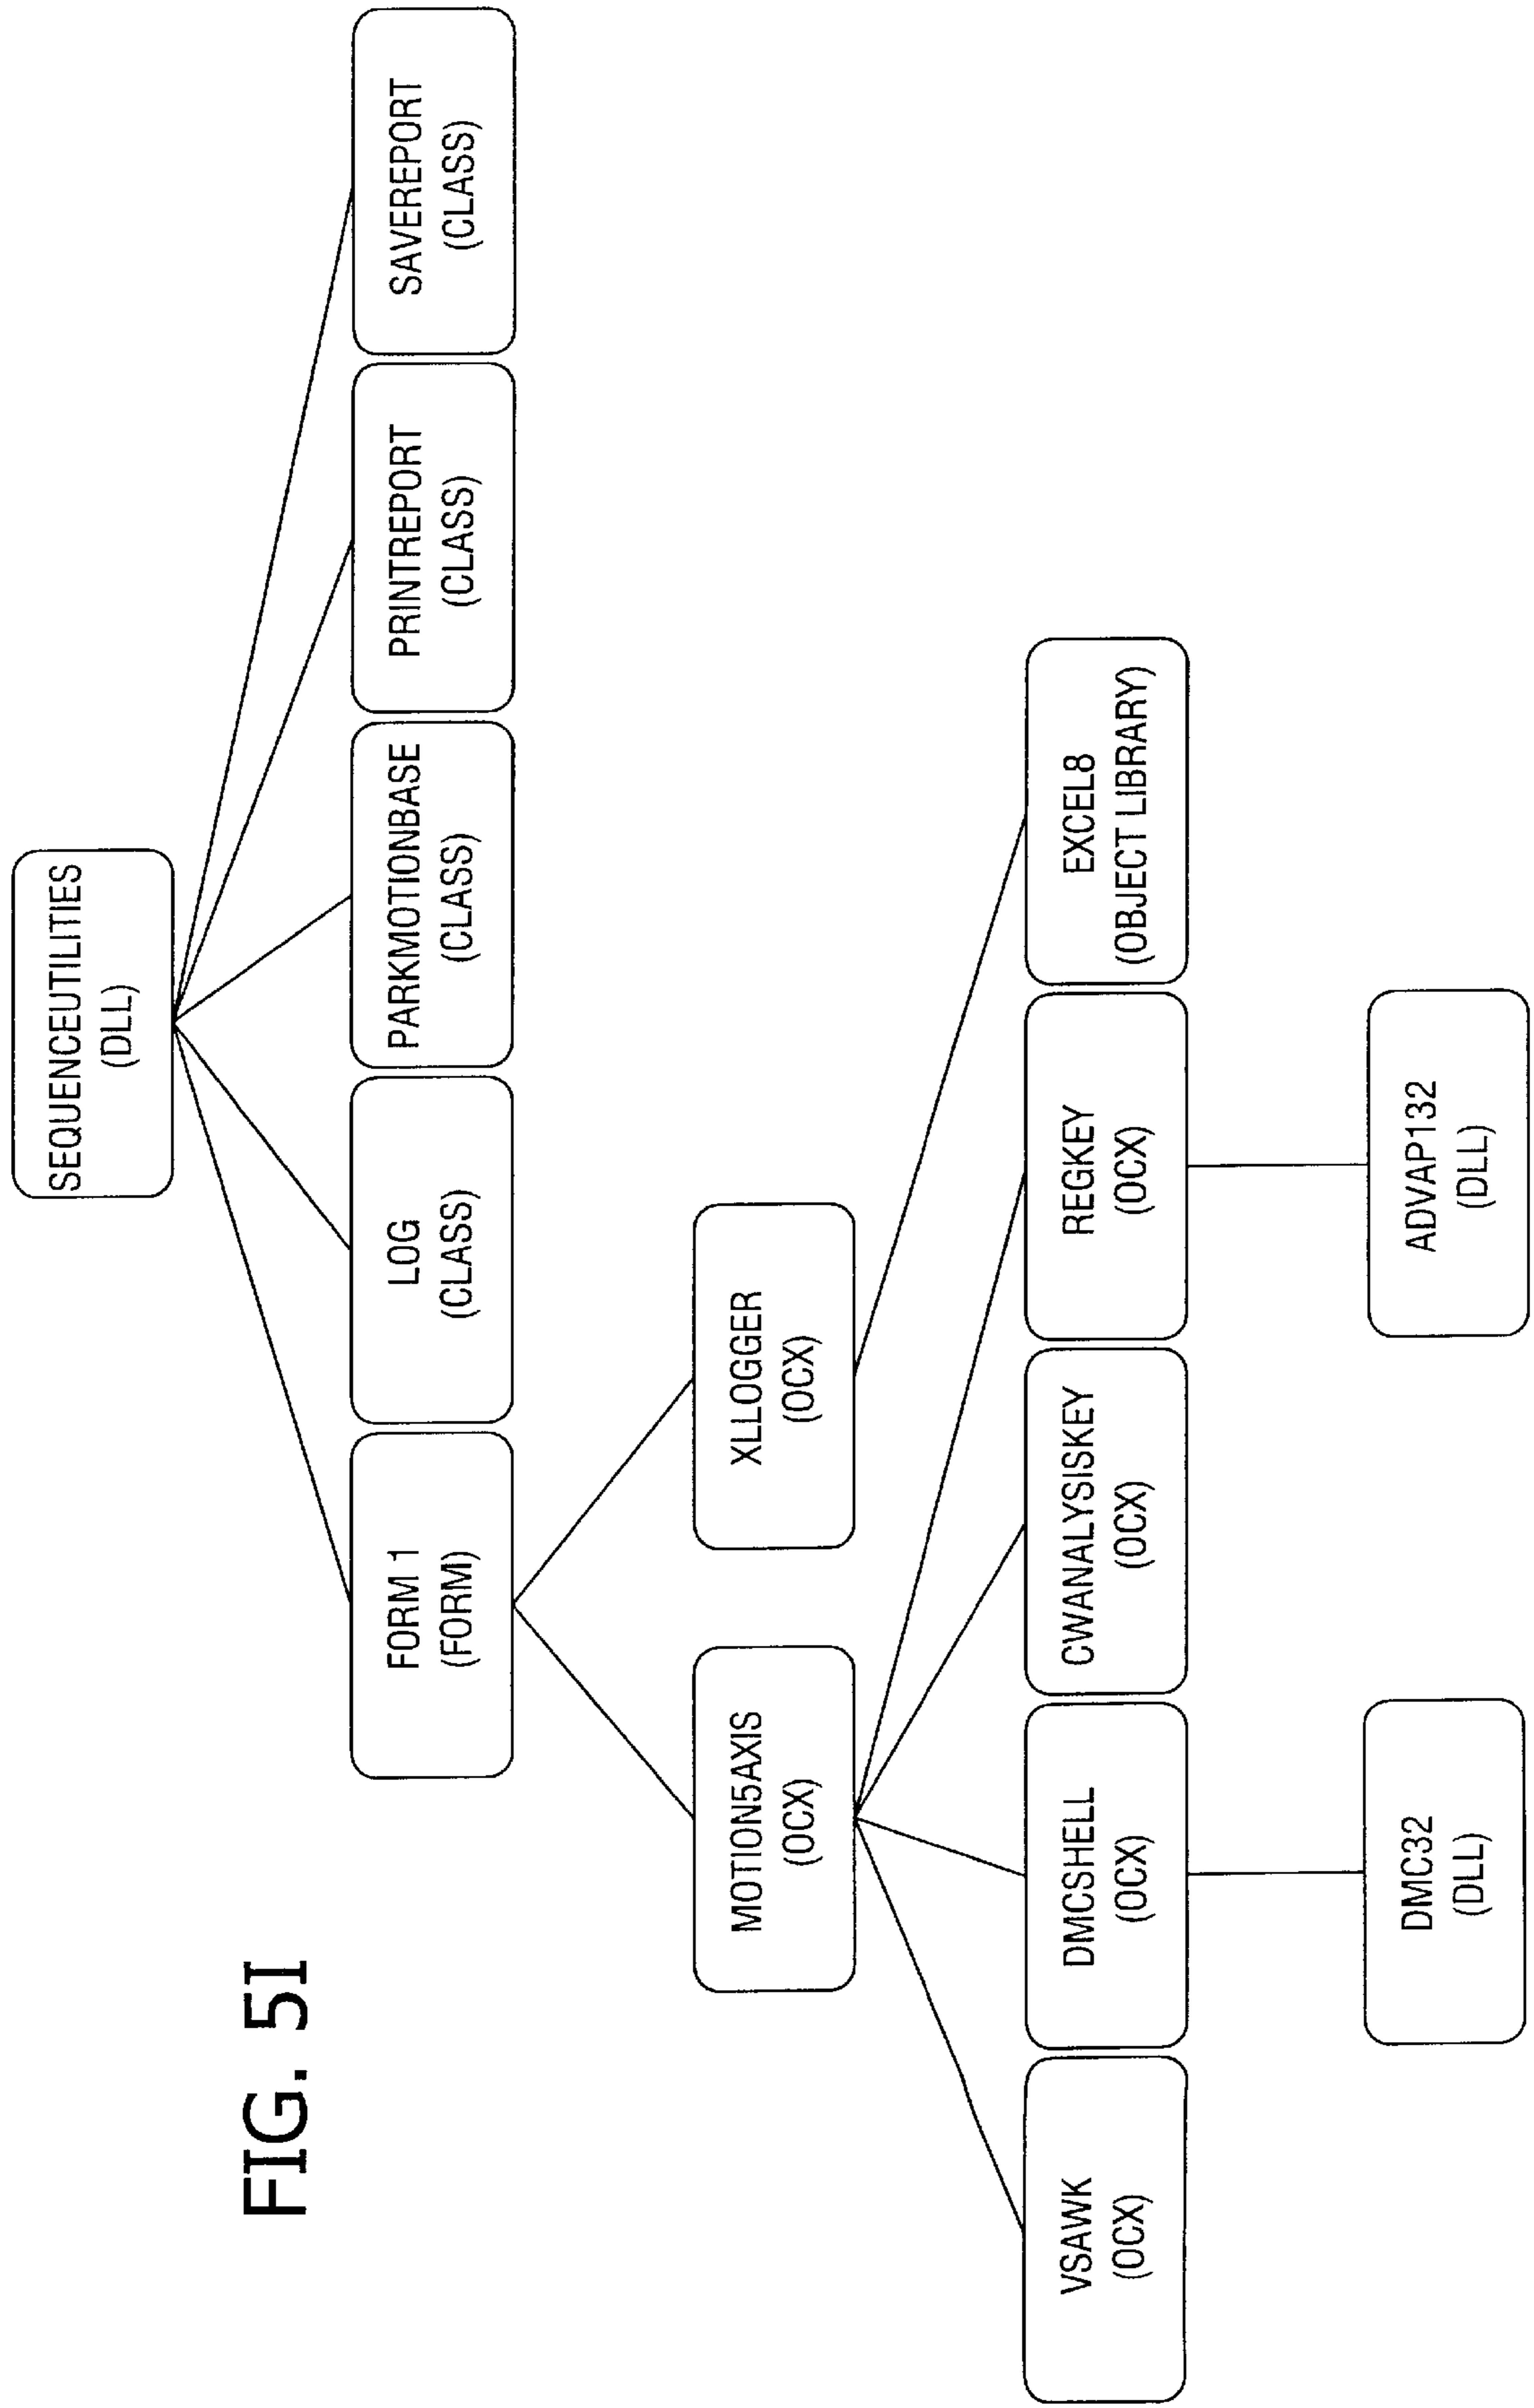 FIG. 5I
SEQUENCEUTILITIES
(DLL)
FORM 1
(FORM)
LOG
(CLASS)
PARKMOTIONBASE
(CLASS)
PRINTREPORT
(CLASS)
SAVEREPORT
(CLASS)
MOTION5AXIS
(OCX)
XLLOGGER
(OCX)
VSAWK
(OCX)
DMCSHELL
(OCX)
CWANALYSISKEY
(OCX)
REGKEY
(OCX)
EXCEL8
(OBJECT LIBRARY)
DMC32
(DLL)
ADVAP132
(DLL)